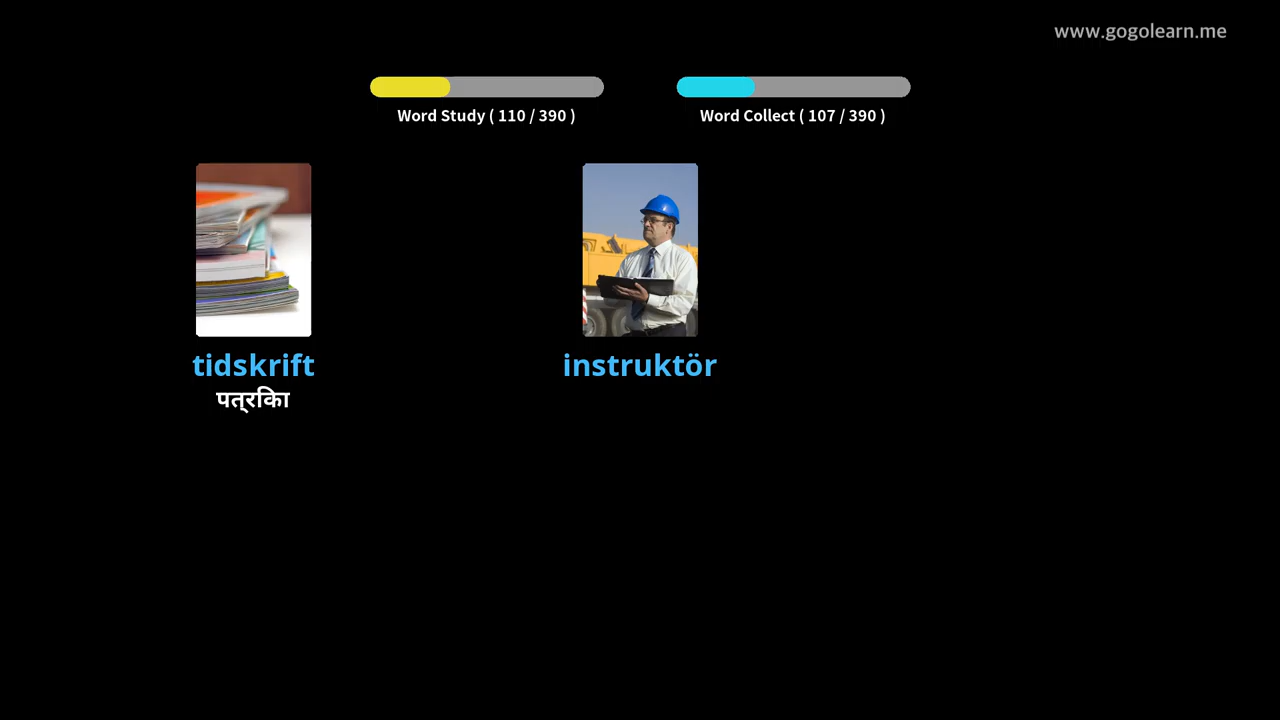 www.gogolearn.me
Word Study ( 110 / 390 )
Word Collect ( 107 / 390 )
tidskrift
instruktör
पत्रिका